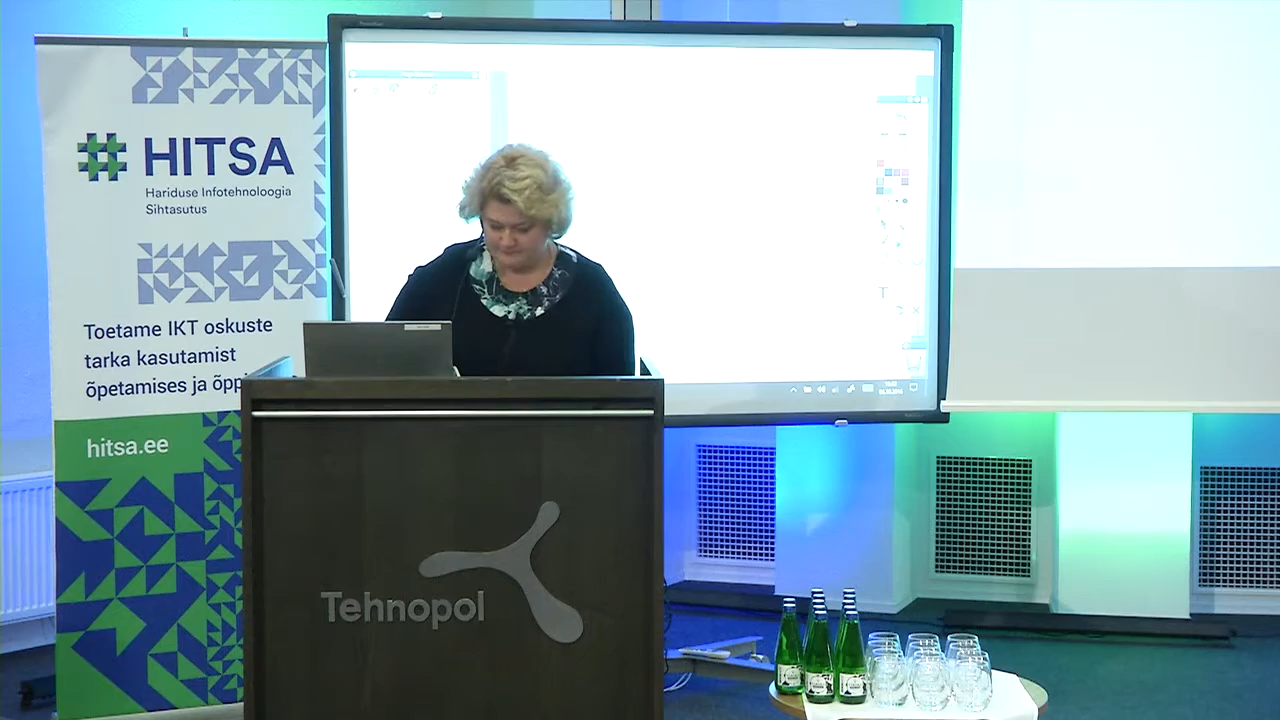 HITSA
Hariduse Infotehnoloogia
Sihtasutus
Toetame IKT oskuste
tarka kasutamist
õpetamises ja õpp
hitsa.ee
Tehnopol